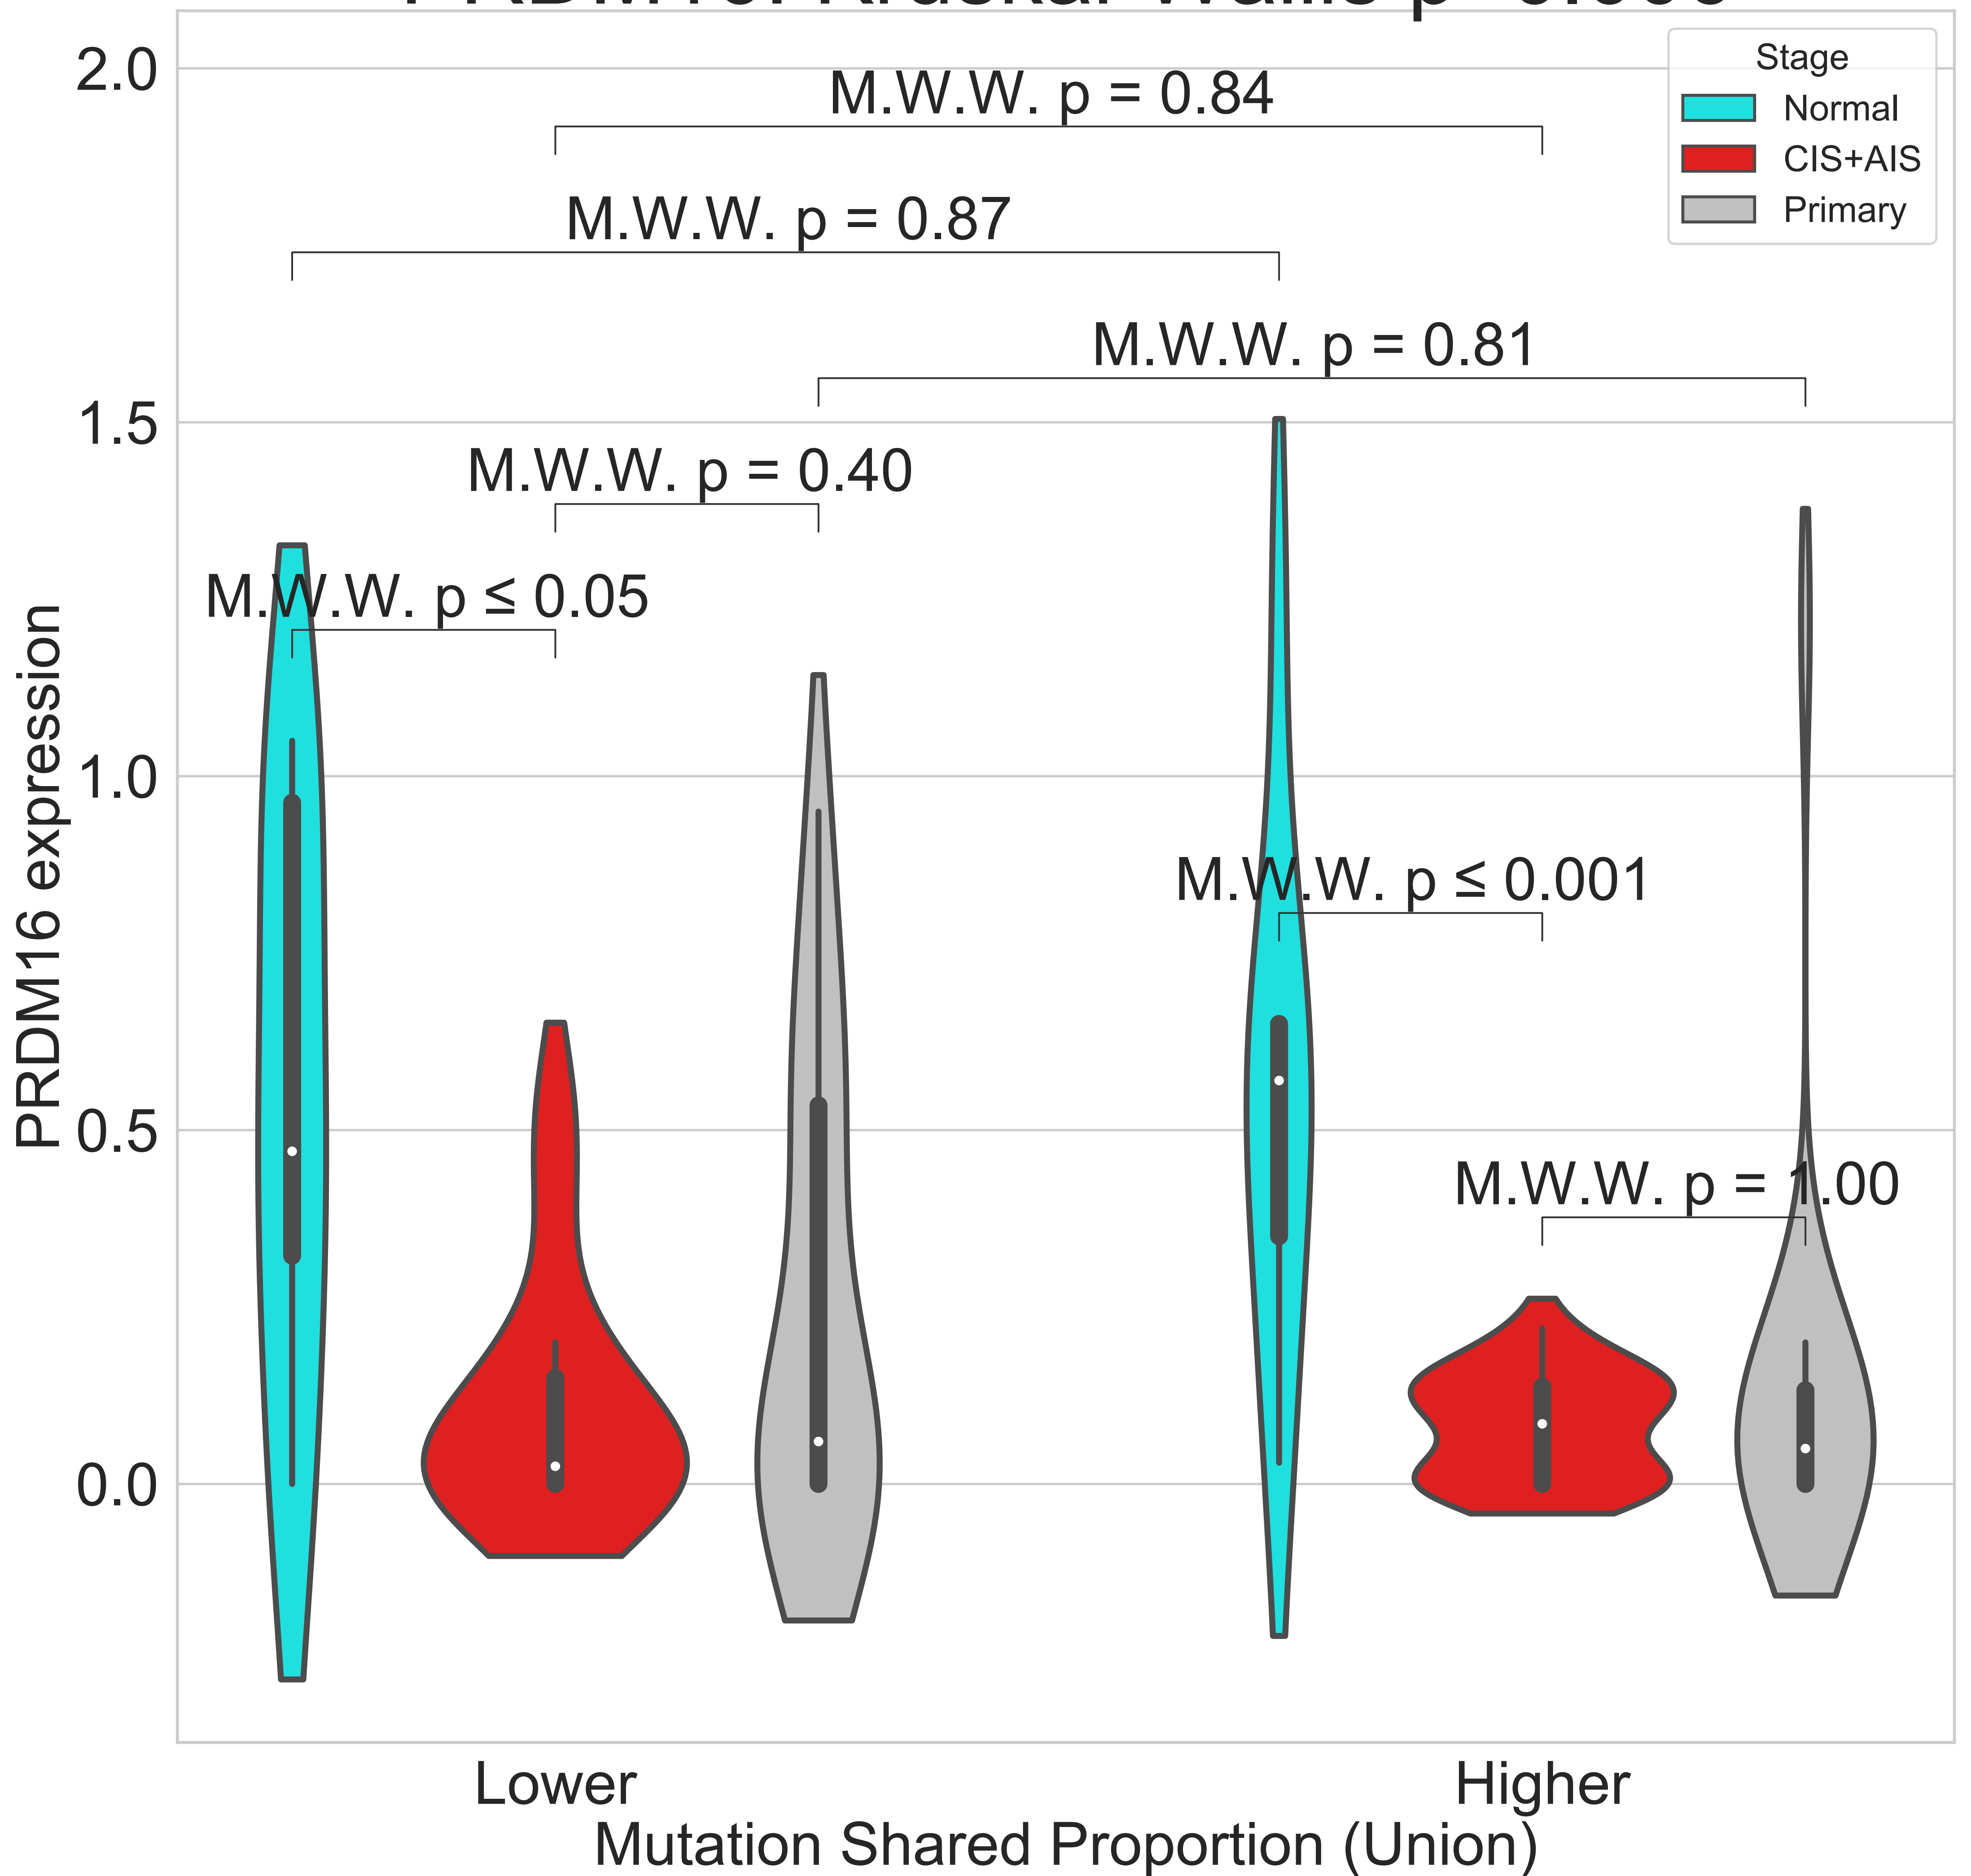 2.0
1.5
1.0
0.5
0.0
PRDM16 expression
Stage
Normal
CIS+AIS
Primary
M.W.W. p = 0.84
M.W.W. p = 0.87
M.W.W. p = 0.81
M.W.W. p = 0.40
M.W.W. p ≤ 0.05
M.W.W. p ≤ 0.001
M.W.W. p = 1.00
Lower
Higher
Mutation Shared Proportion (Union)